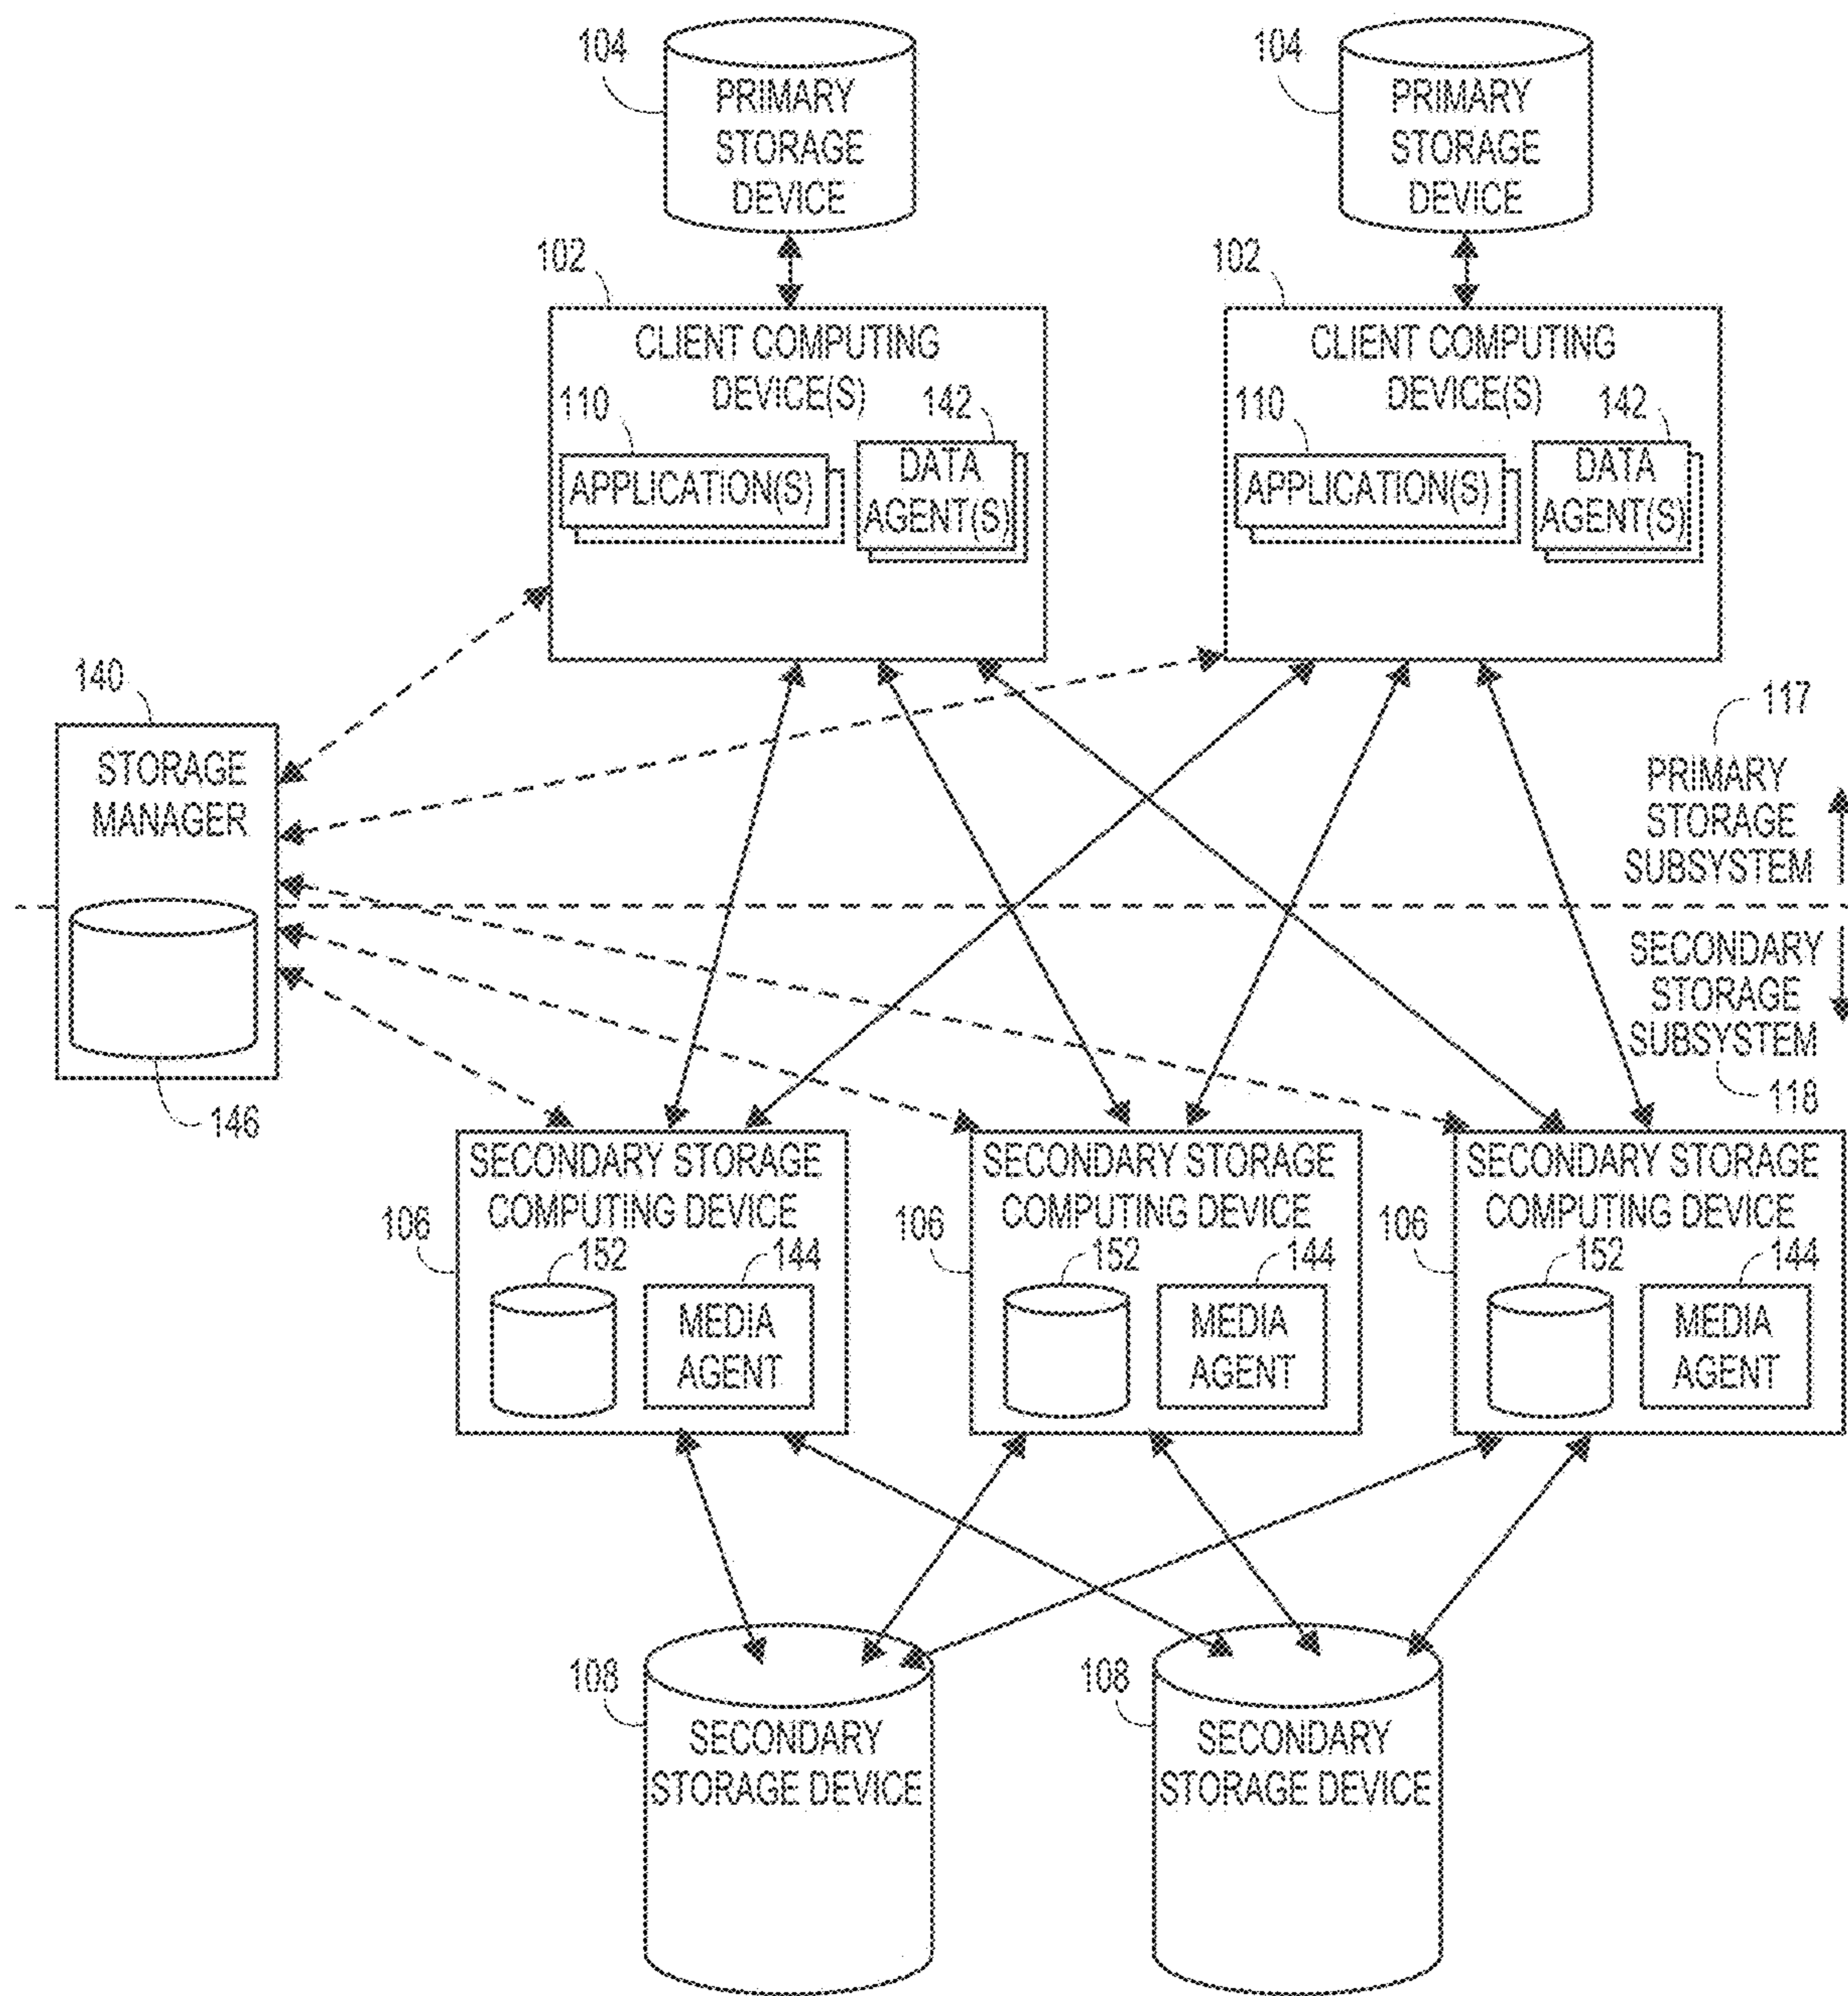 104
PRIMARY
STORAGE
DEVICE
104
PRIMARY
STORAGE
DEVICE
102
CLIENT COMPUTING
DEVICE(S)
110
APPLICATION(S)
142
DATA
AGENT(S)
102
CLIENT COMPUTING
DEVICE(S)
110
APPLICATION(S)
142
DATA
AGENT(S)
140
STORAGE
MANAGER
146
117
PRIMARY
STORAGE
SUBSYSTEM
SECONDARY
STORAGE
SUBSYSTEM
118
106
SECONDARY STORAGE
COMPUTING DEVICE
152
144
MEDIA
AGENT
106
SECONDARY STORAGE
COMPUTING DEVICE
152
144
MEDIA
AGENT
106
SECONDARY STORAGE
COMPUTING DEVICE
152
144
MEDIA
AGENT
108
SECONDARY
STORAGE DEVICE
108
SECONDARY
STORAGE DEVICE